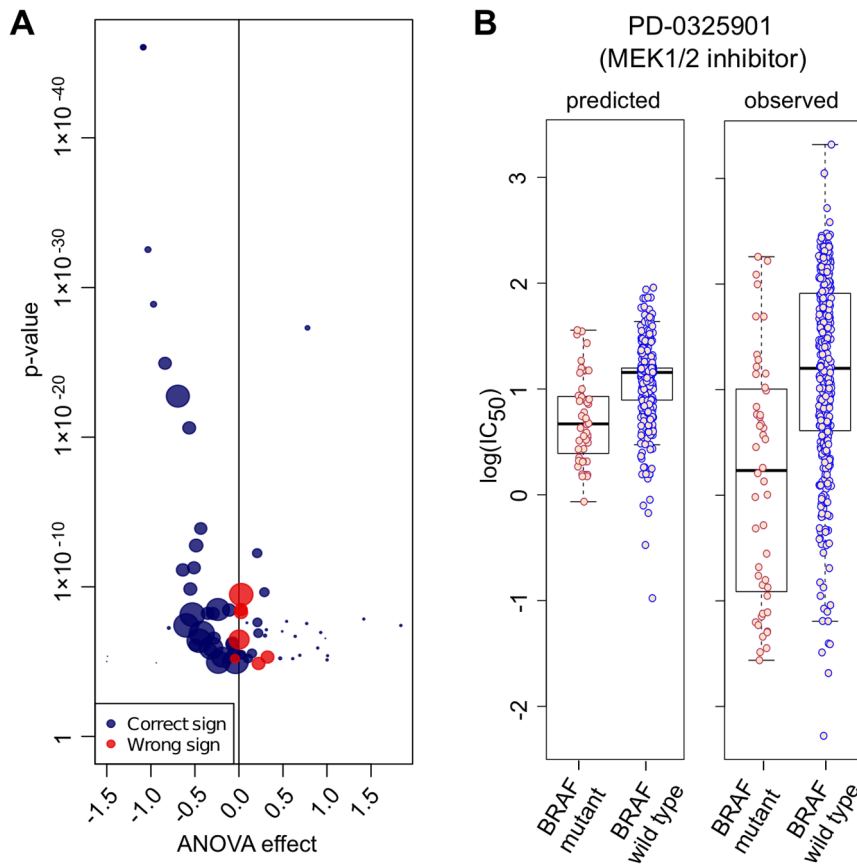 A
p-value
1×10⁻⁴⁰
1×10⁻³⁰
1×10⁻²⁰
1×10⁻¹⁰
1
Correct sign
Wrong sign
-1.5
-1.0
-0.5
0.0
0.5
1.0
1.5
ANOVA effect
B
PD-0325901
(MEK1/2 inhibitor)
predicted
observed
log(IC₅₀)
3
2
1
0
-1
-2
BRAF
mutant
BRAF
wild type
BRAF
mutant
BRAF
wild type